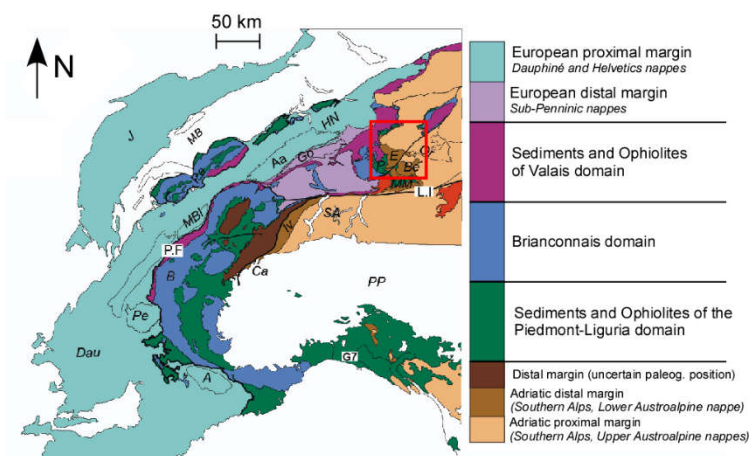 50 km
N
J
MB
HN
Aa
Go
MBl
P.F
B
Pe
Dau
A
Iv
SA
Ca
PP
G7
E
Be
MM
L.I
European proximal margin
Dauphiné and Helvetics nappes
European distal margin
Sub-Penninic nappes
Sediments and Ophiolites
of Valais domain
Brianconnais domain
Sediments and Ophiolites of the
Piedmont-Liguria domain
Distal margin (uncertain paleog. position)
Adriatic distal margin
(Southern Alps, Lower Austroalpine nappe)
Adriatic proximal margin
(Southern Alps, Upper Austroalpine nappes)